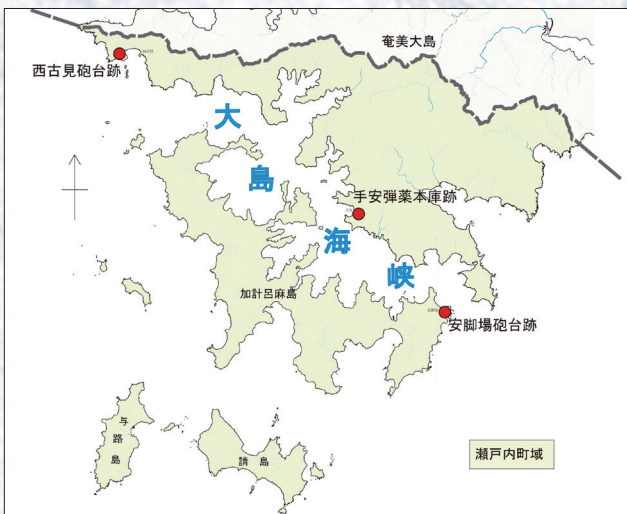 奄美大島
西古見砲台跡
大島海峡
手安弾薬本庫跡
加計呂麻島
安脚場砲台跡
与路島
請島
瀬戸内町域